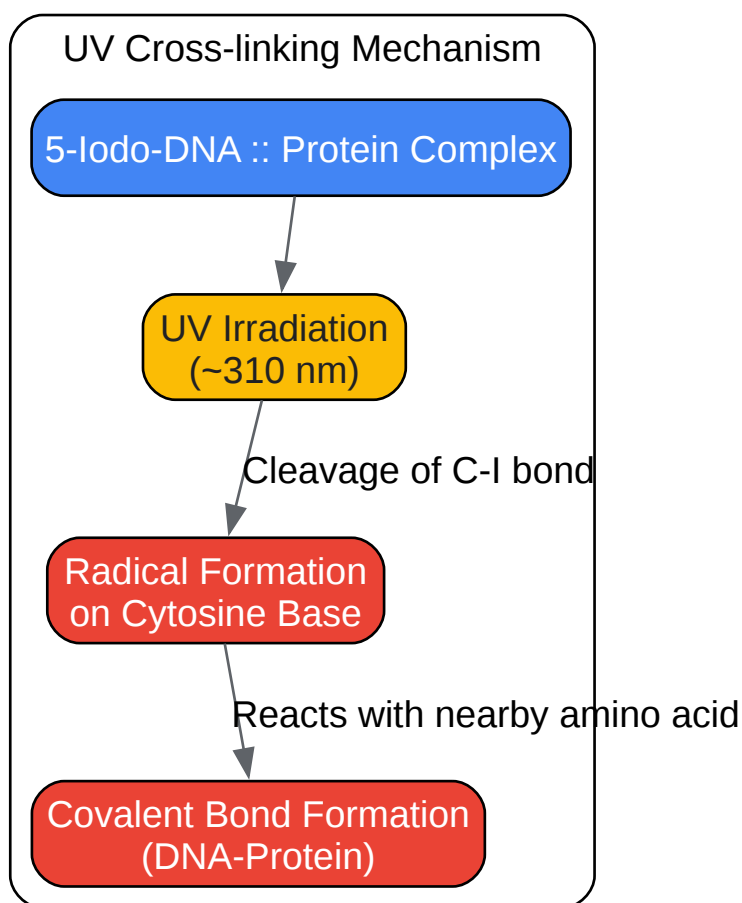 UV Cross-linking Mechanism
5-Iodo-DNA :: Protein Complex
UV Irradiation
(~310 nm)
Cleavage of C-I bond
Radical Formation
on Cytosine Base
Reacts with nearby amino acid
Covalent Bond Formation
(DNA-Protein)